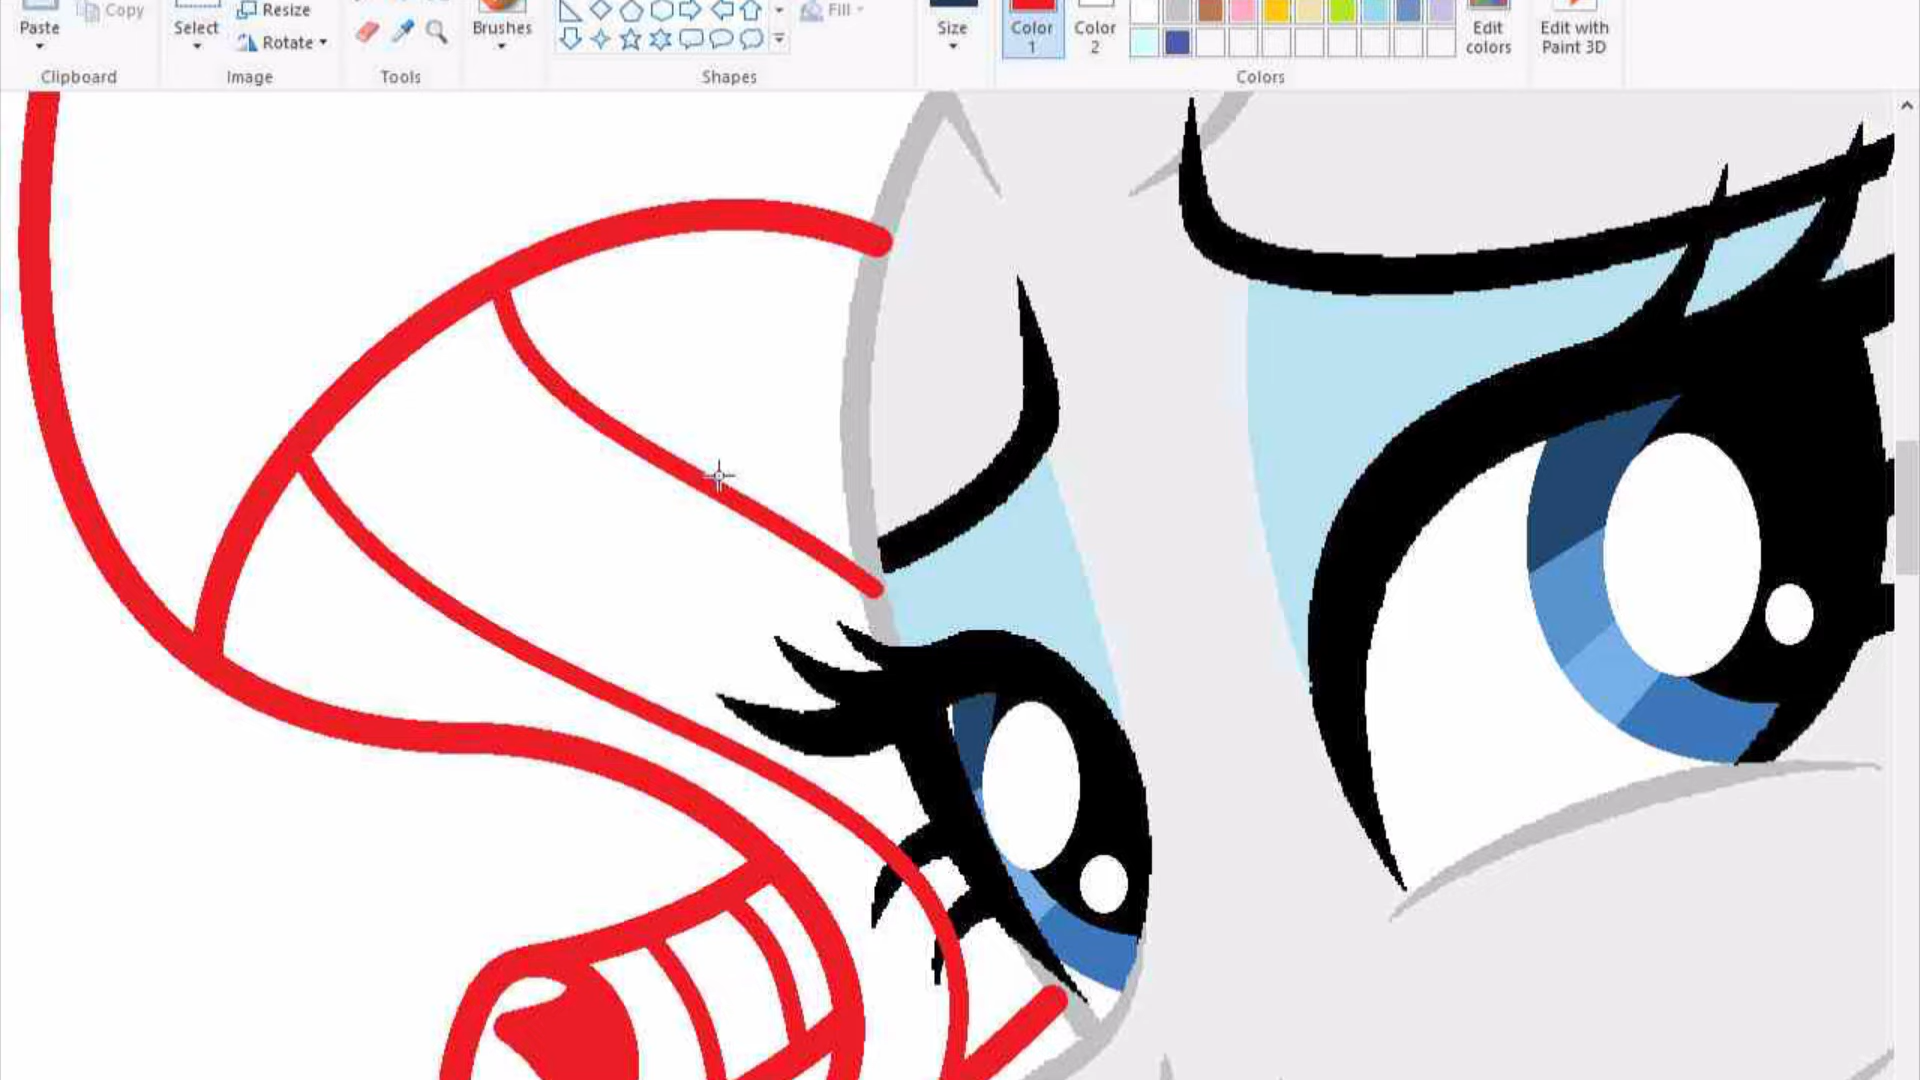 Paste
Copy
Clipboard
Select
Resize
Rotate
Image
Tools
Brushes
Shapes
Fill
Size
Color
1
Color
2
Colors
Edit
colors
Edit with
Paint 3D